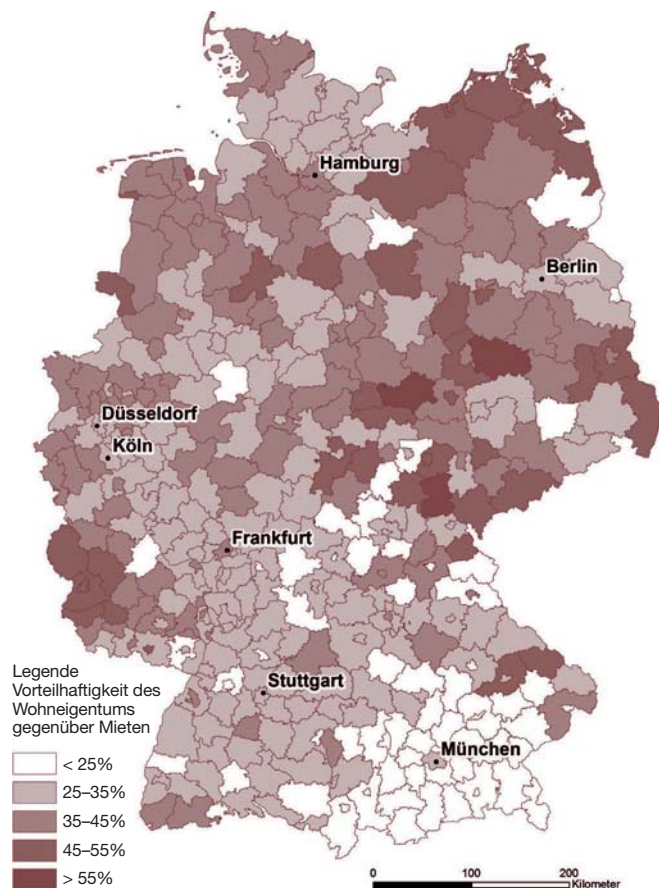 Hamburg
Berlin
Düsseldorf
Köln
Frankfurt
Stuttgart
München
Legende
Vorteilhaftigkeit des
Wohneigentums
gegenüber Mieten
< 25%
25–35%
35–45%
45–55%
> 55%
0 100 200
Kilometer